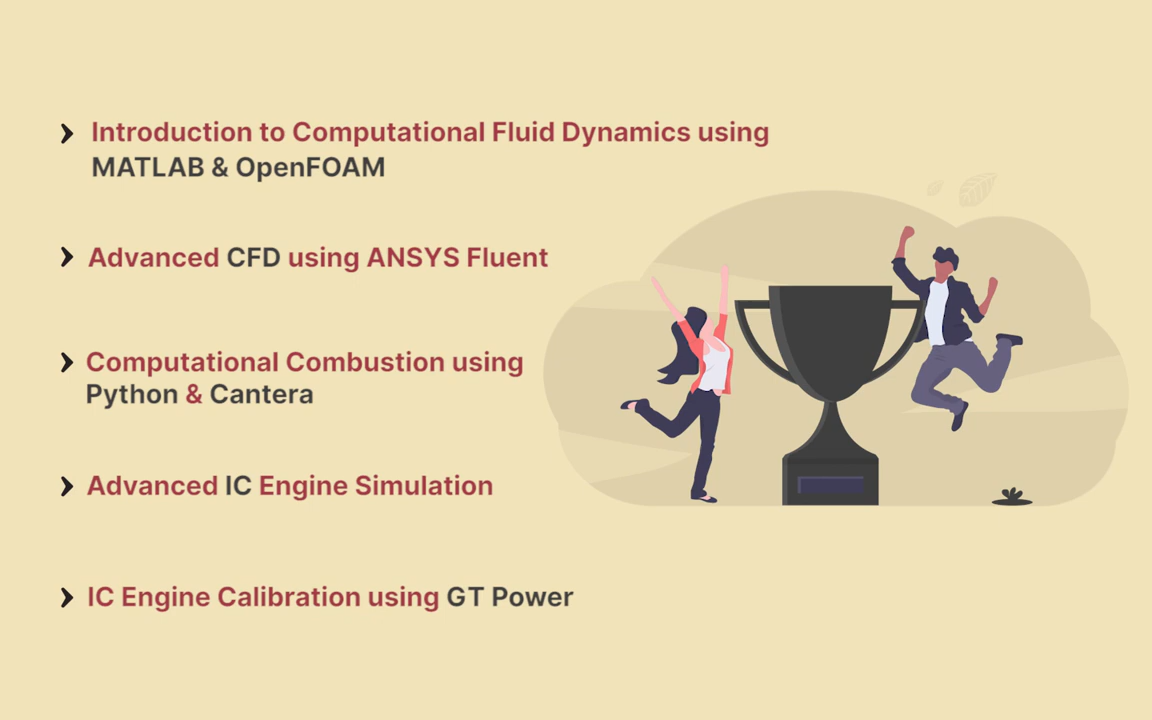 Introduction to Computational Fluid Dynamics using
MATLAB & OpenFOAM
Advanced CFD using ANSYS Fluent
Computational Combustion using
Python & Cantera
Advanced IC Engine Simulation
IC Engine Calibration using GT Power